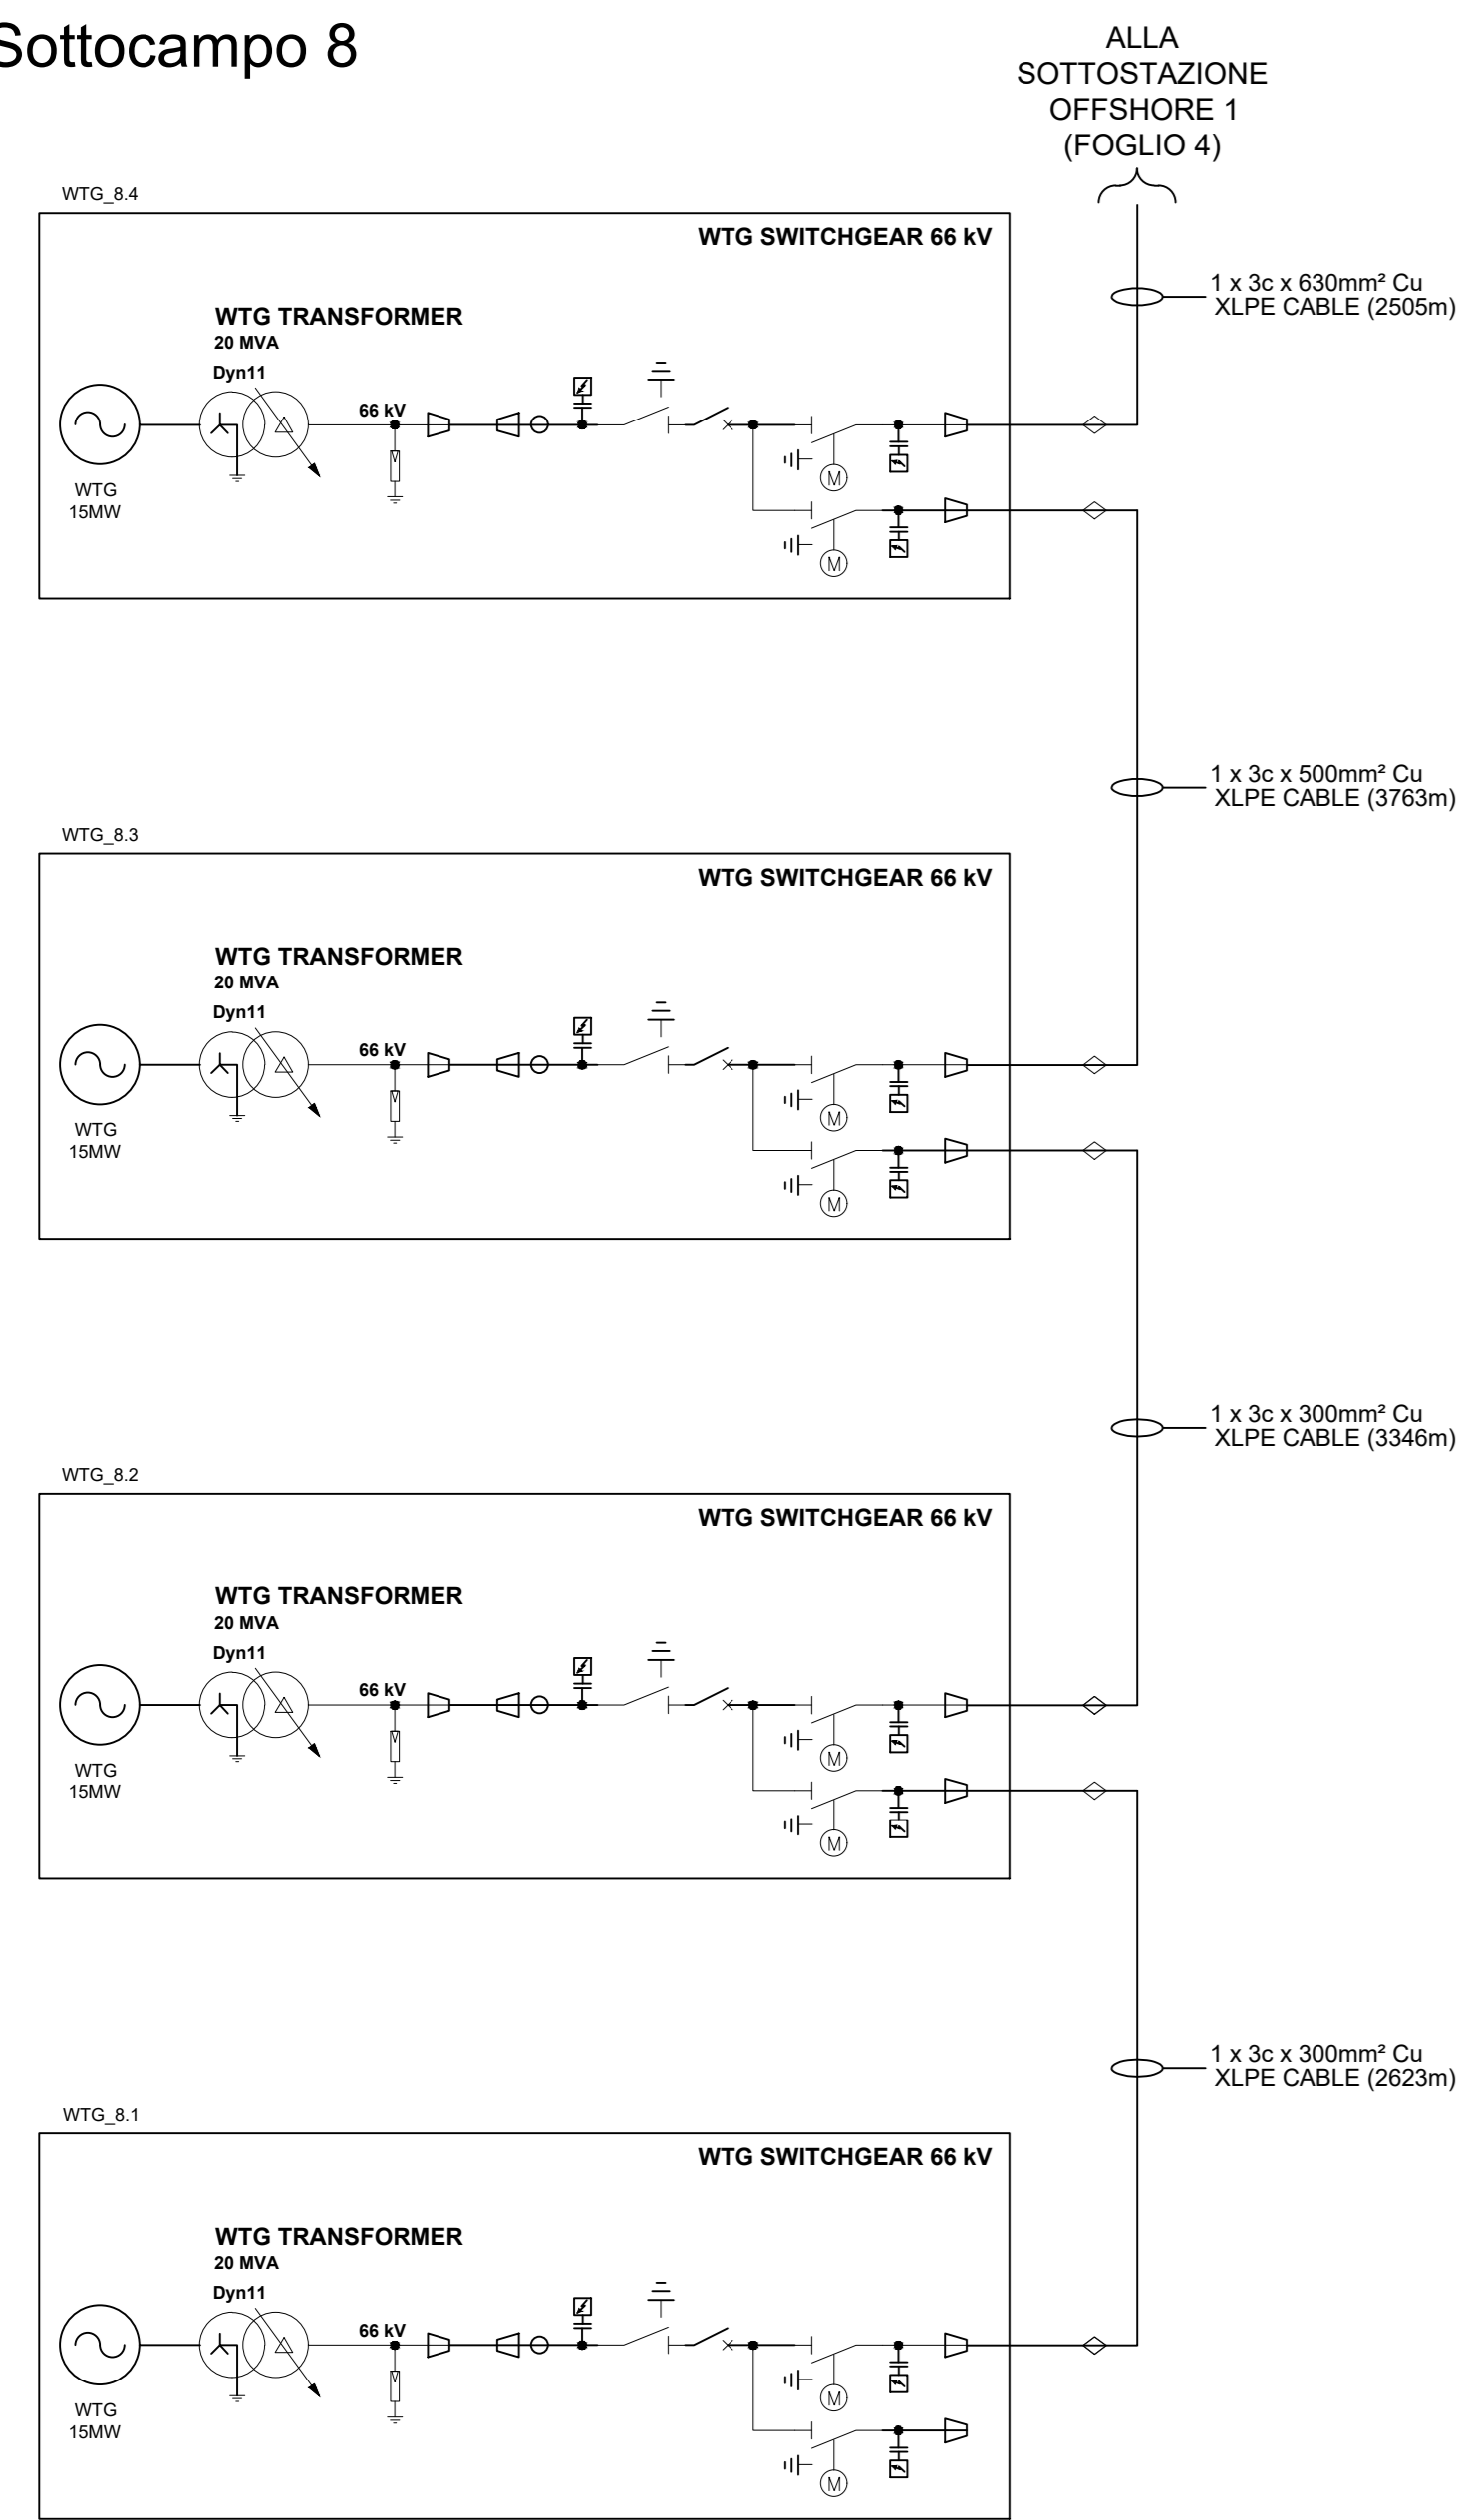 Sottocampo 8
ALLA
SOTTOSTAZIONE
OFFSHORE 1
(FOGLIO 4)
WTG_8.4
WTG SWITCHGEAR 66 kV
1 x 3c x 630mm² Cu
XLPE CABLE (2505m)
WTG TRANSFORMER
20 MVA
Dyn11
66 kV
M
WTG
15MW
M
1 x 3c x 500mm² Cu
XLPE CABLE (3763m)
WTG_8.3
WTG SWITCHGEAR 66 kV
WTG TRANSFORMER
20 MVA
Dyn11
66 kV
M
WTG
15MW
M
1 x 3c x 300mm² Cu
XLPE CABLE (3346m)
WTG_8.2
WTG SWITCHGEAR 66 kV
WTG TRANSFORMER
20 MVA
Dyn11
66 kV
M
WTG
15MW
M
1 x 3c x 300mm² Cu
XLPE CABLE (2623m)
WTG_8.1
WTG SWITCHGEAR 66 kV
WTG TRANSFORMER
20 MVA
Dyn11
66 kV
M
WTG
15MW
M